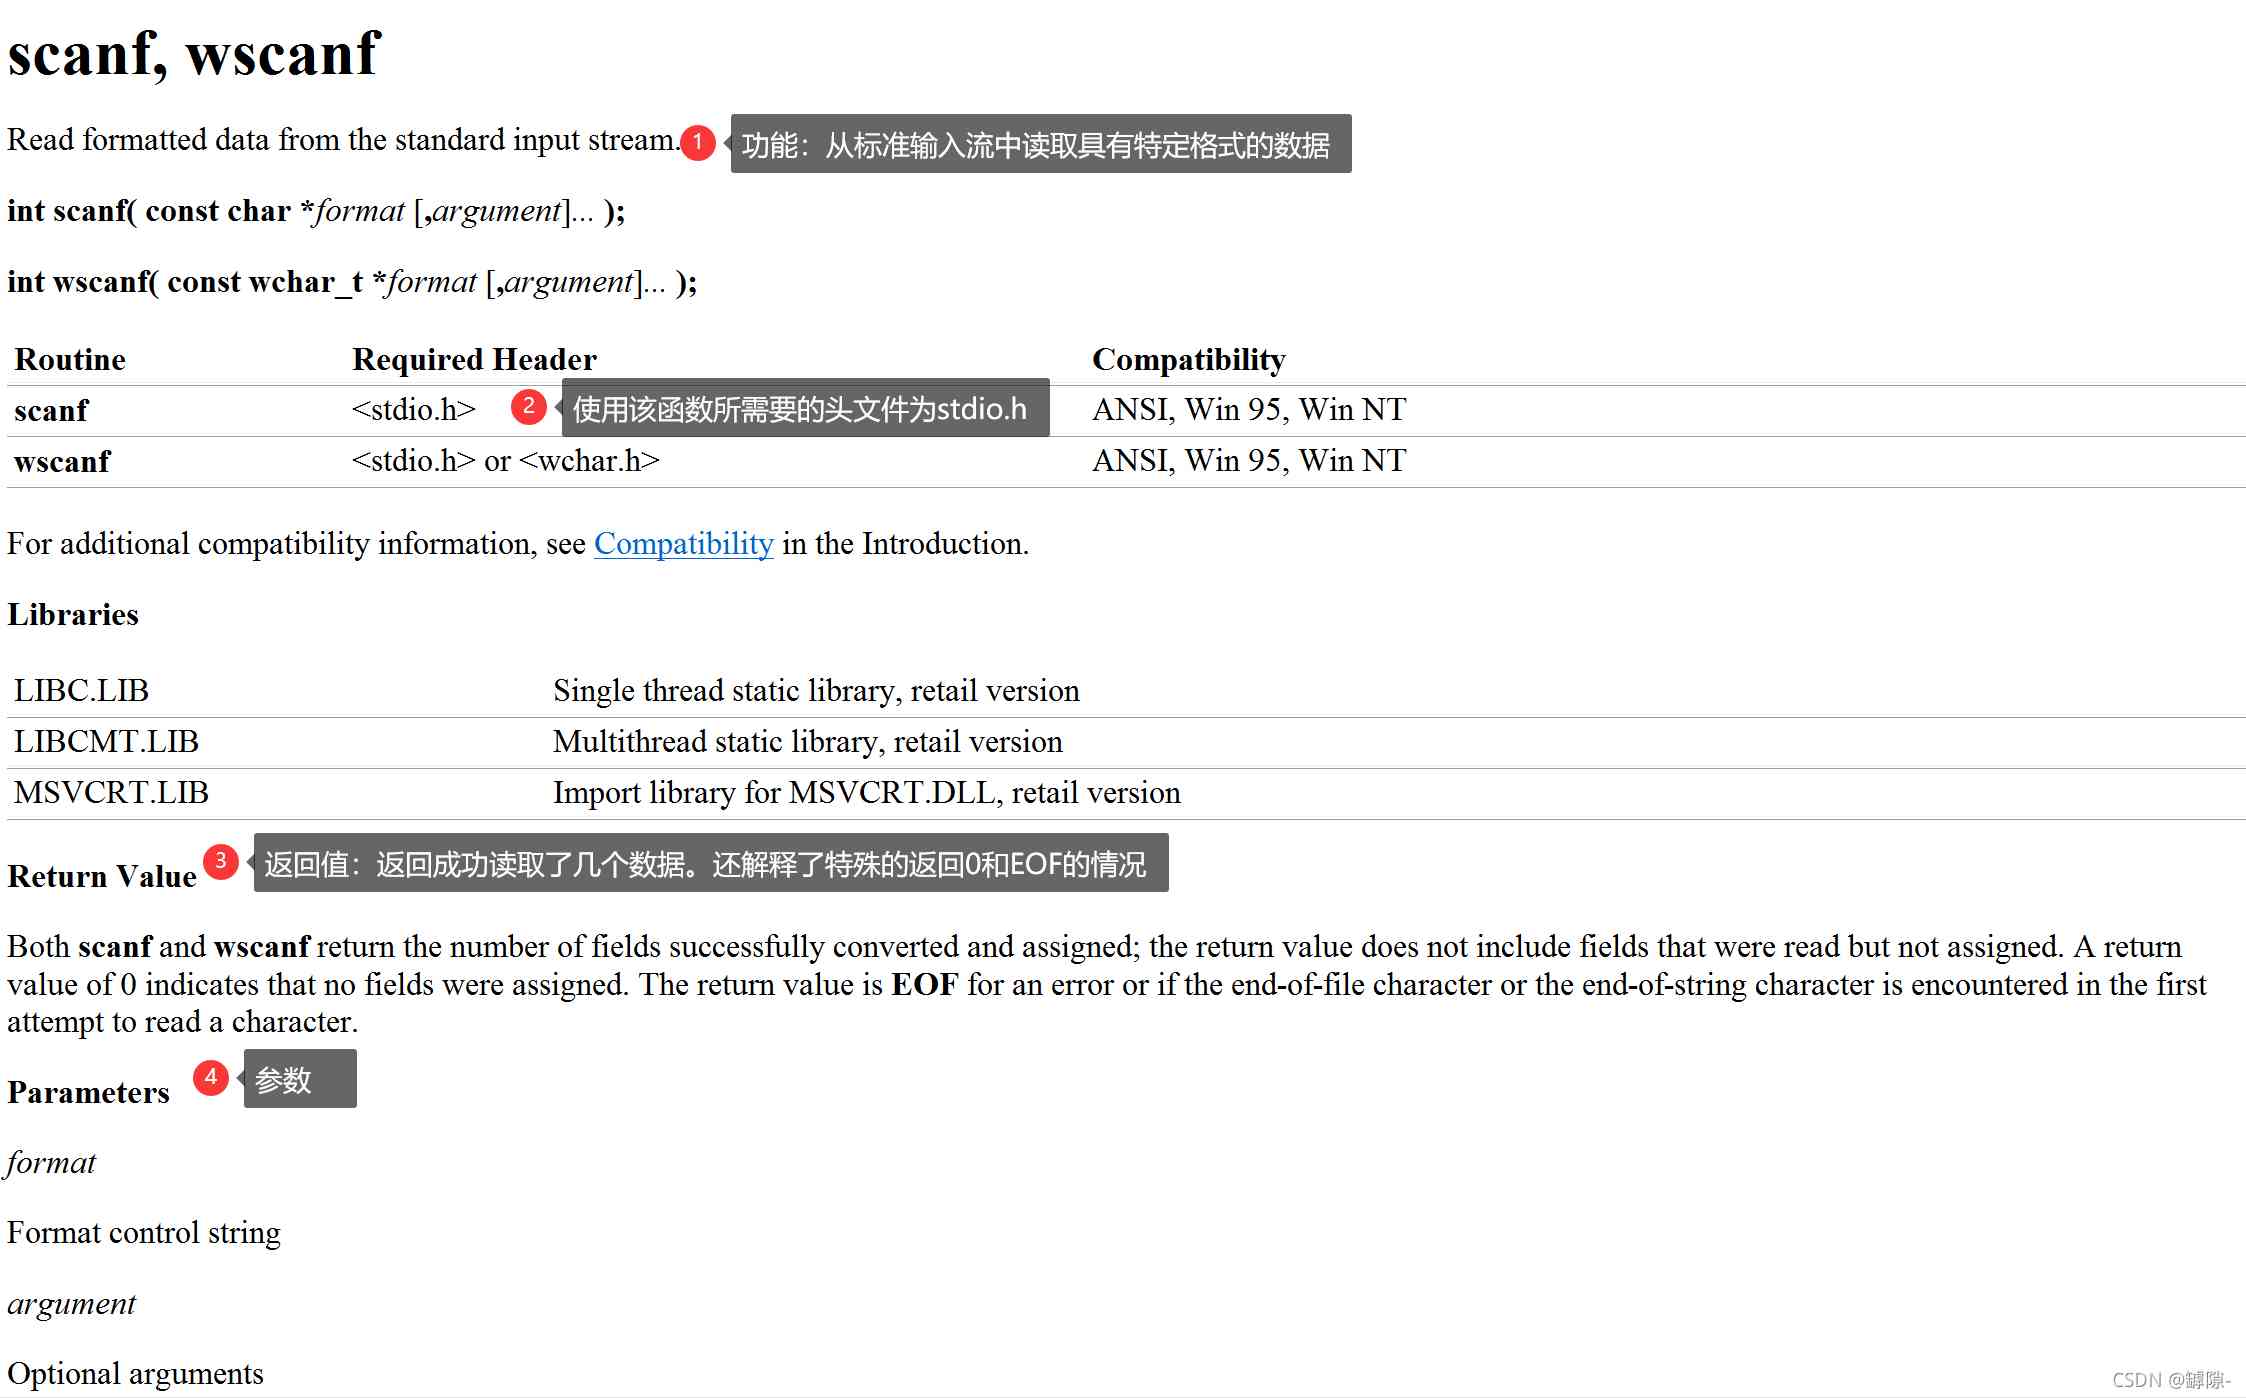 scanf, wscanf
Read formatted data from the standard input stream. 1 功能：从标准输入流中读取具有特定格式的数据
int scanf( const char *format [,argument]... );
int wscanf( const wchar_t *format [,argument]... );
Routine Required Header Compatibility
scanf <stdio.h> 2 使用该函数所需要的头文件为stdio.h ANSI, Win 95, Win NT
wscanf <stdio.h> or <wchar.h> ANSI, Win 95, Win NT
For additional compatibility information, see Compatibility in the Introduction.
Libraries
LIBC.LIB Single thread static library, retail version
LIBCMT.LIB Multithread static library, retail version
MSVCRT.LIB Import library for MSVCRT.DLL, retail version
Return Value 3 返回值：返回成功读取了几个数据。还解释了特殊的返回0和EOF的情况
Both scanf and wscanf return the number of fields successfully converted and assigned; the return value does not include fields that were read but not assigned. A return
value of 0 indicates that no fields were assigned. The return value is EOF for an error or if the end-of-file character or the end-of-string character is encountered in the first
attempt to read a character.
Parameters 4 参数
format
Format control string
argument
Optional arguments
CSDN @罅隙-